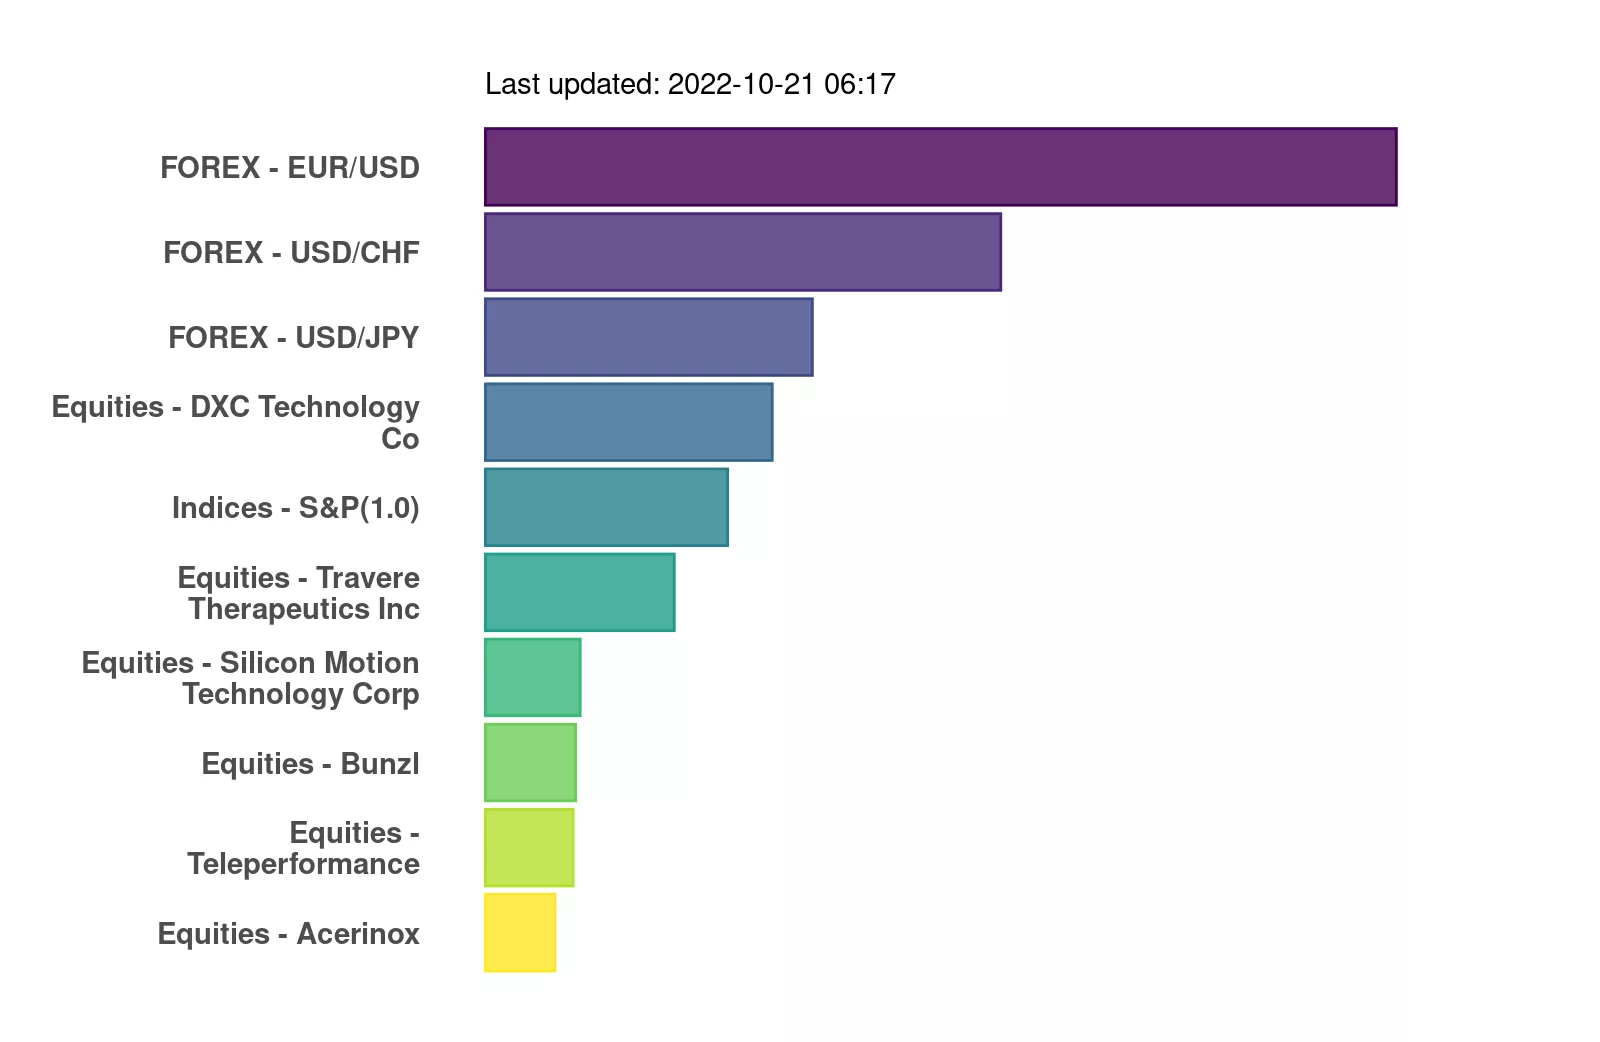 Last updated: 2022-10-21 06:17
FOREX - EUR/USD
FOREX - USD/CHF
FOREX - USD/JPY
Equities - DXC Technology
Co
Indices - S&P(1.0)
Equities - Travere
Therapeutics Inc
Equities - Silicon Motion
Technology Corp
Equities - Bunzl
Equities -
Teleperformance
Equities - Acerinox